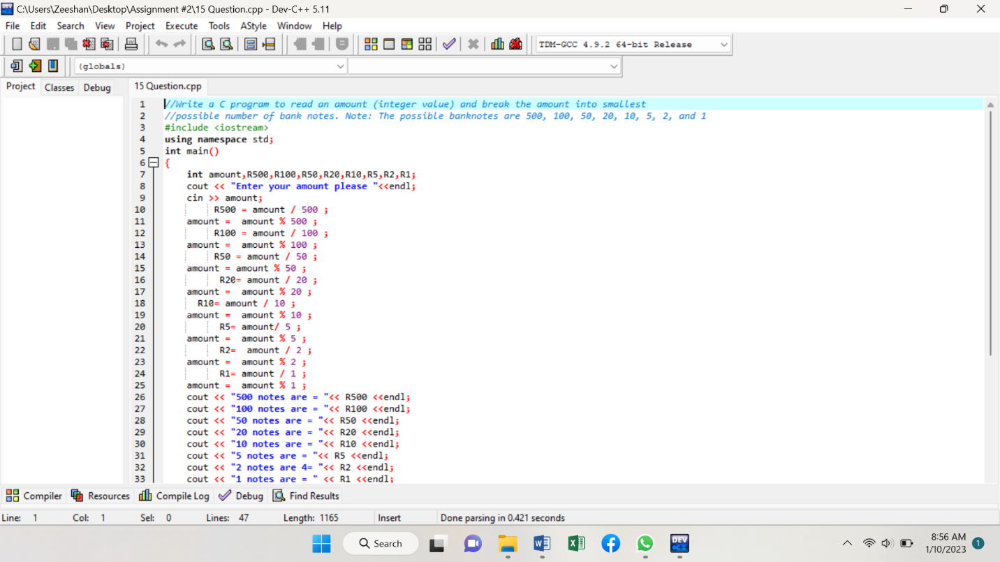 C:\Users\Zeeshan\Desktop\Assignment #2\15 Question.cpp - Dev-C++ 5.11
File Edit Search View Project Execute Tools AStyle Window Help
TDM-GCC 4.9.2 64-bit Release
(globals)
Project Classes Debug 15 Question.cpp
1 //Write a C program to read an amount (integer value) and break the amount into smallest
2 //possible number of bank notes. Note: The possible banknotes are 500, 100, 50, 20, 10, 5, 2, and 1
3 #include <iostream>
4 using namespace std;
5 int main()
6 {
7 int amount,R500,R100,R50,R20,R10,R5,R2,R1;
8 cout << "Enter your amount please "<<endl;
9 cin >> amount;
10 R500 = amount / 500 ;
11 amount = amount % 500 ;
12 R100 = amount / 100 ;
13 amount = amount % 100 ;
14 R50 = amount / 50 ;
15 amount = amount % 50 ;
16 R20= amount / 20 ;
17 amount = amount % 20 ;
18 R10= amount / 10 ;
19 amount = amount % 10 ;
20 R5= amount/ 5 ;
21 amount = amount % 5 ;
22 R2= amount / 2 ;
23 amount = amount % 2 ;
24 R1= amount / 1 ;
25 amount = amount % 1 ;
26 cout << "500 notes are = "<< R500 <<endl;
27 cout << "100 notes are = "<< R100 <<endl;
28 cout << "50 notes are = "<< R50 <<endl;
29 cout << "20 notes are = "<< R20 <<endl;
30 cout << "10 notes are = "<< R10 <<endl;
31 cout << "5 notes are = "<< R5 <<endl;
32 cout << "2 notes are 4= "<< R2 <<endl;
33 cout << "1 notes are = " << R1 <<endl;
Compiler Resources Compile Log Debug Find Results
Line: 1 Col: 1 Sel: 0 Lines: 47 Length: 1165 Insert Done parsing in 0.421 seconds
Search
DEV
8:56 AM
1/10/2023
1